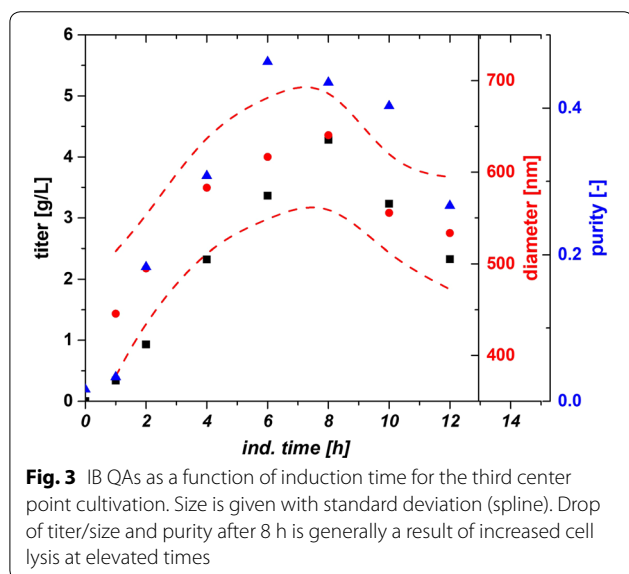 6
5
4
3
2
1
0
titer [g/L]
0 2 4 6 8 10 12 14
ind. time [h]
700
600
500
400
diameter [nm]
0.4
0.2
0.0
purity [-]
Fig. 3 IB QAs as a function of induction time for the third center
point cultivation. Size is given with standard deviation (spline). Drop
of titer/size and purity after 8 h is generally a result of increased cell
lysis at elevated times